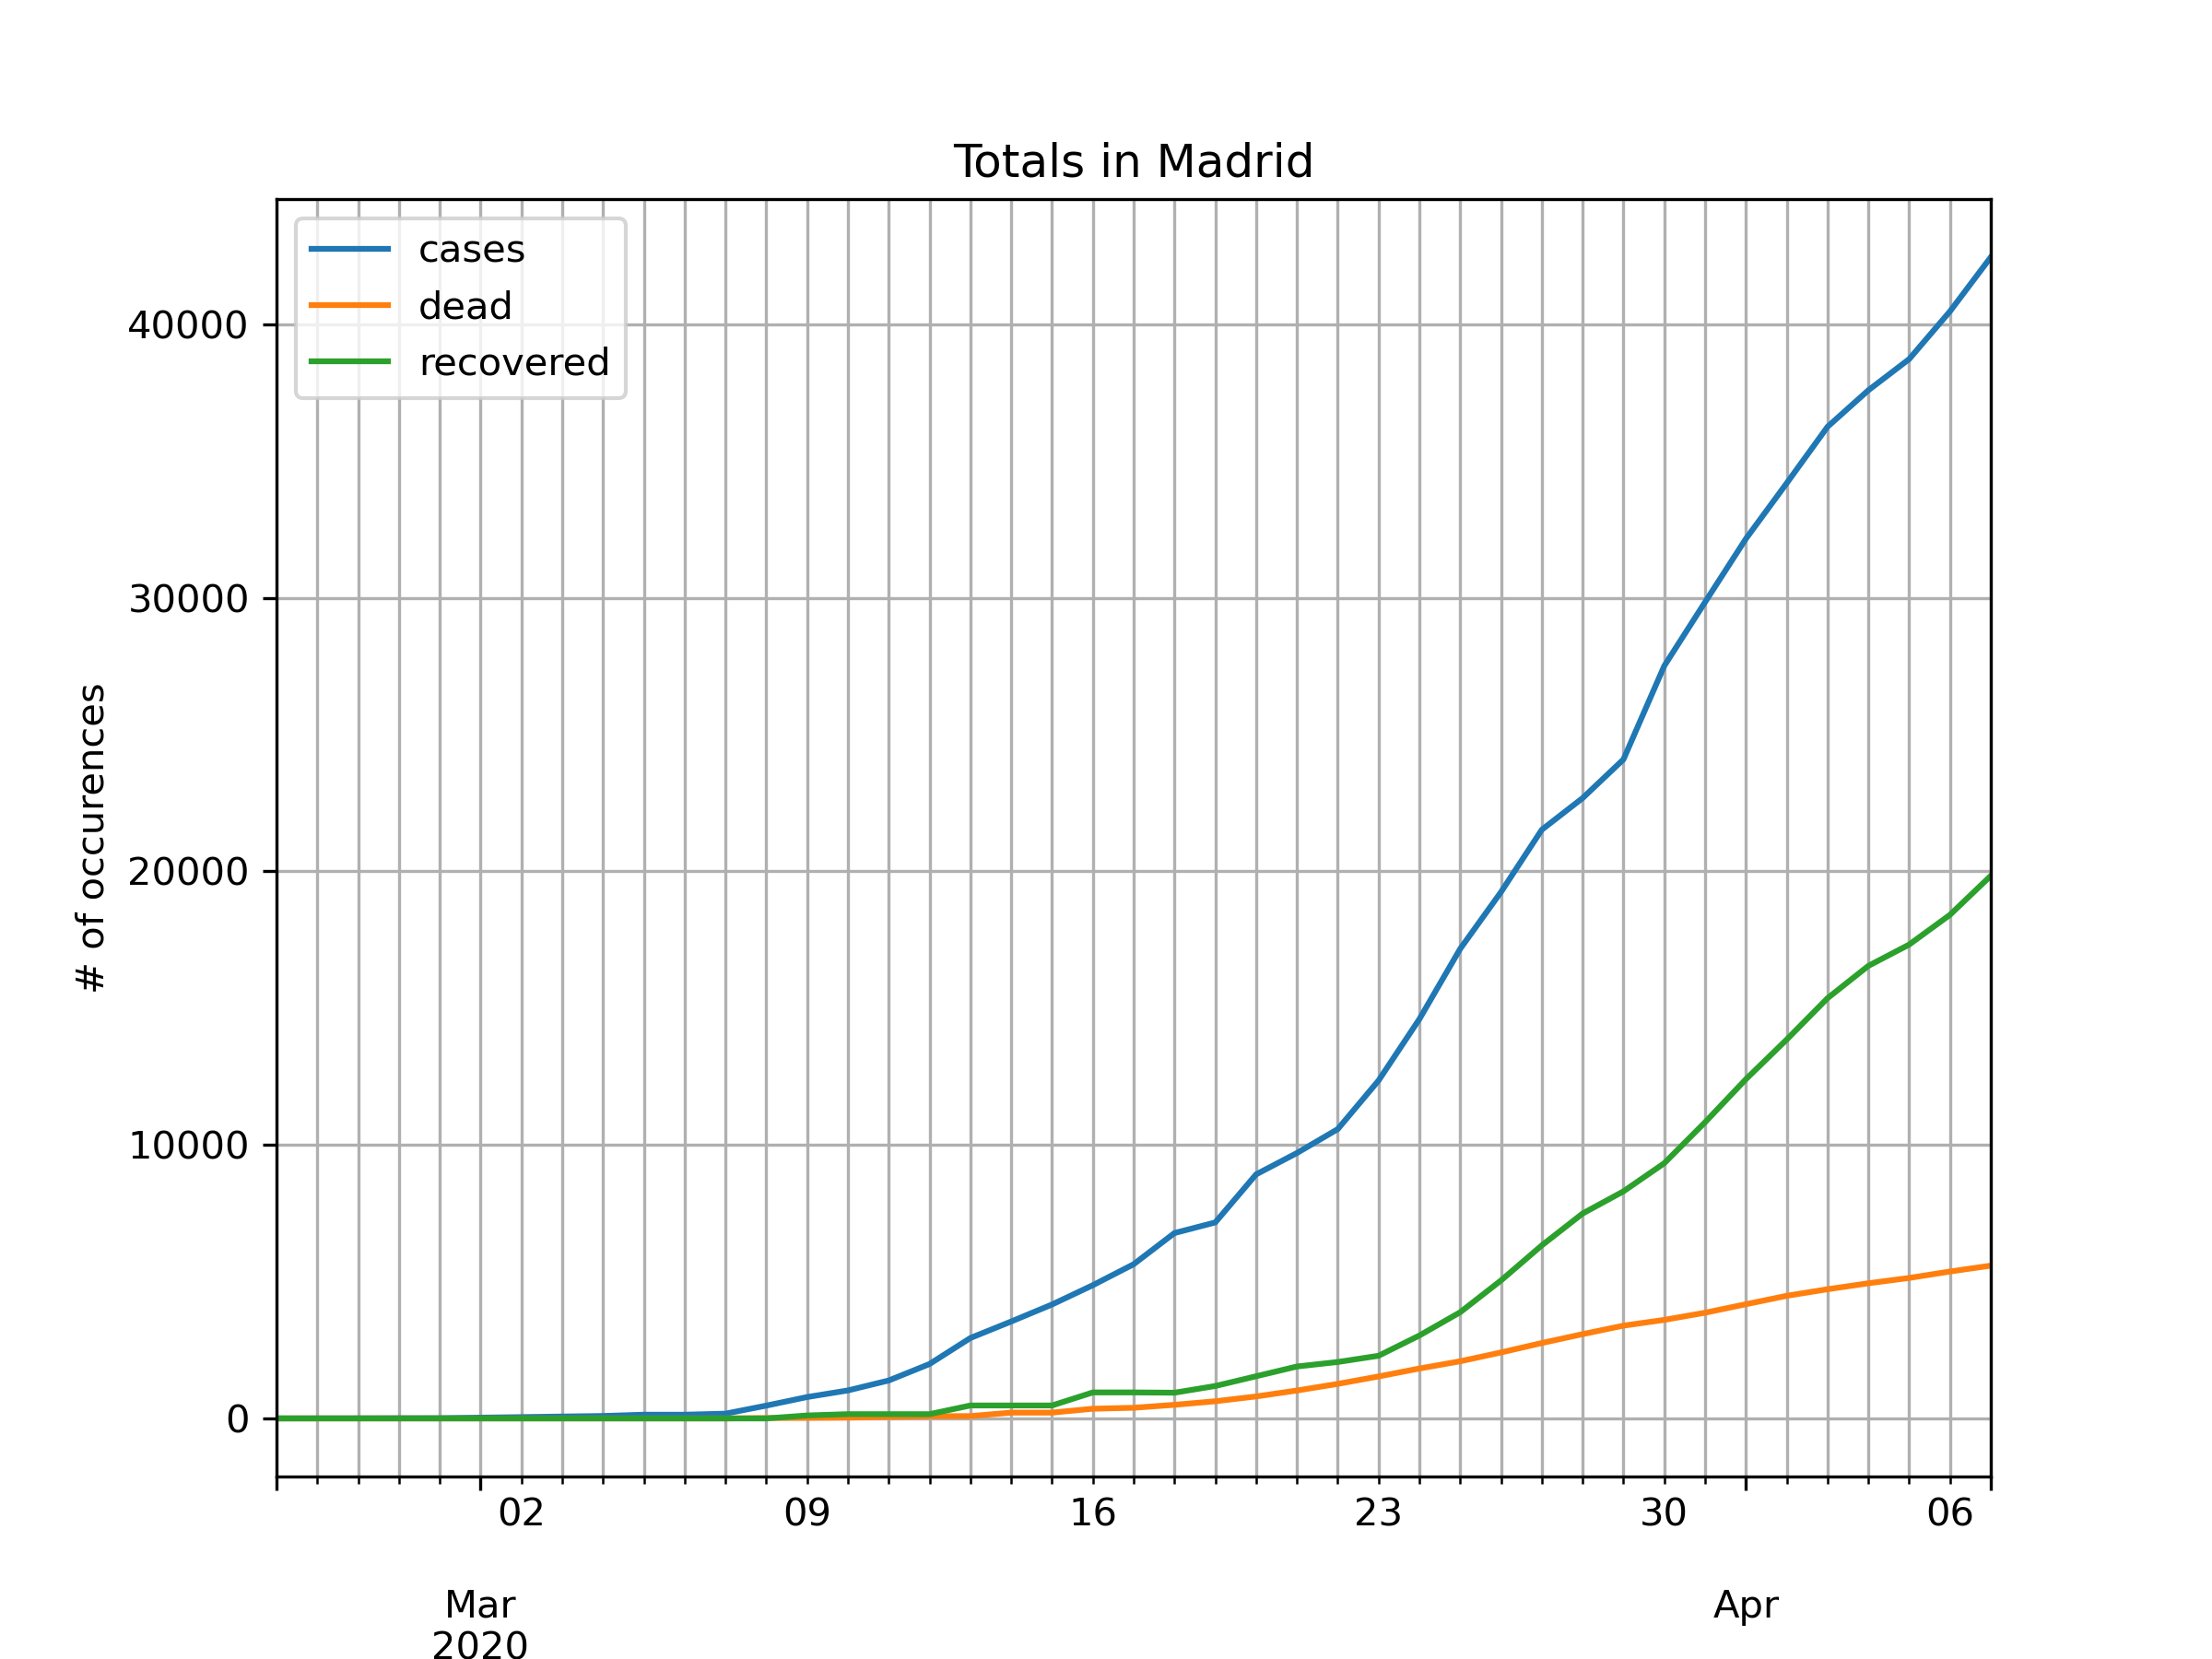 Totals in Madrid
cases
dead
recovered
40000
30000
20000
10000
0
# of occurences
02 09 16 23 30 06
Mar Apr
2020